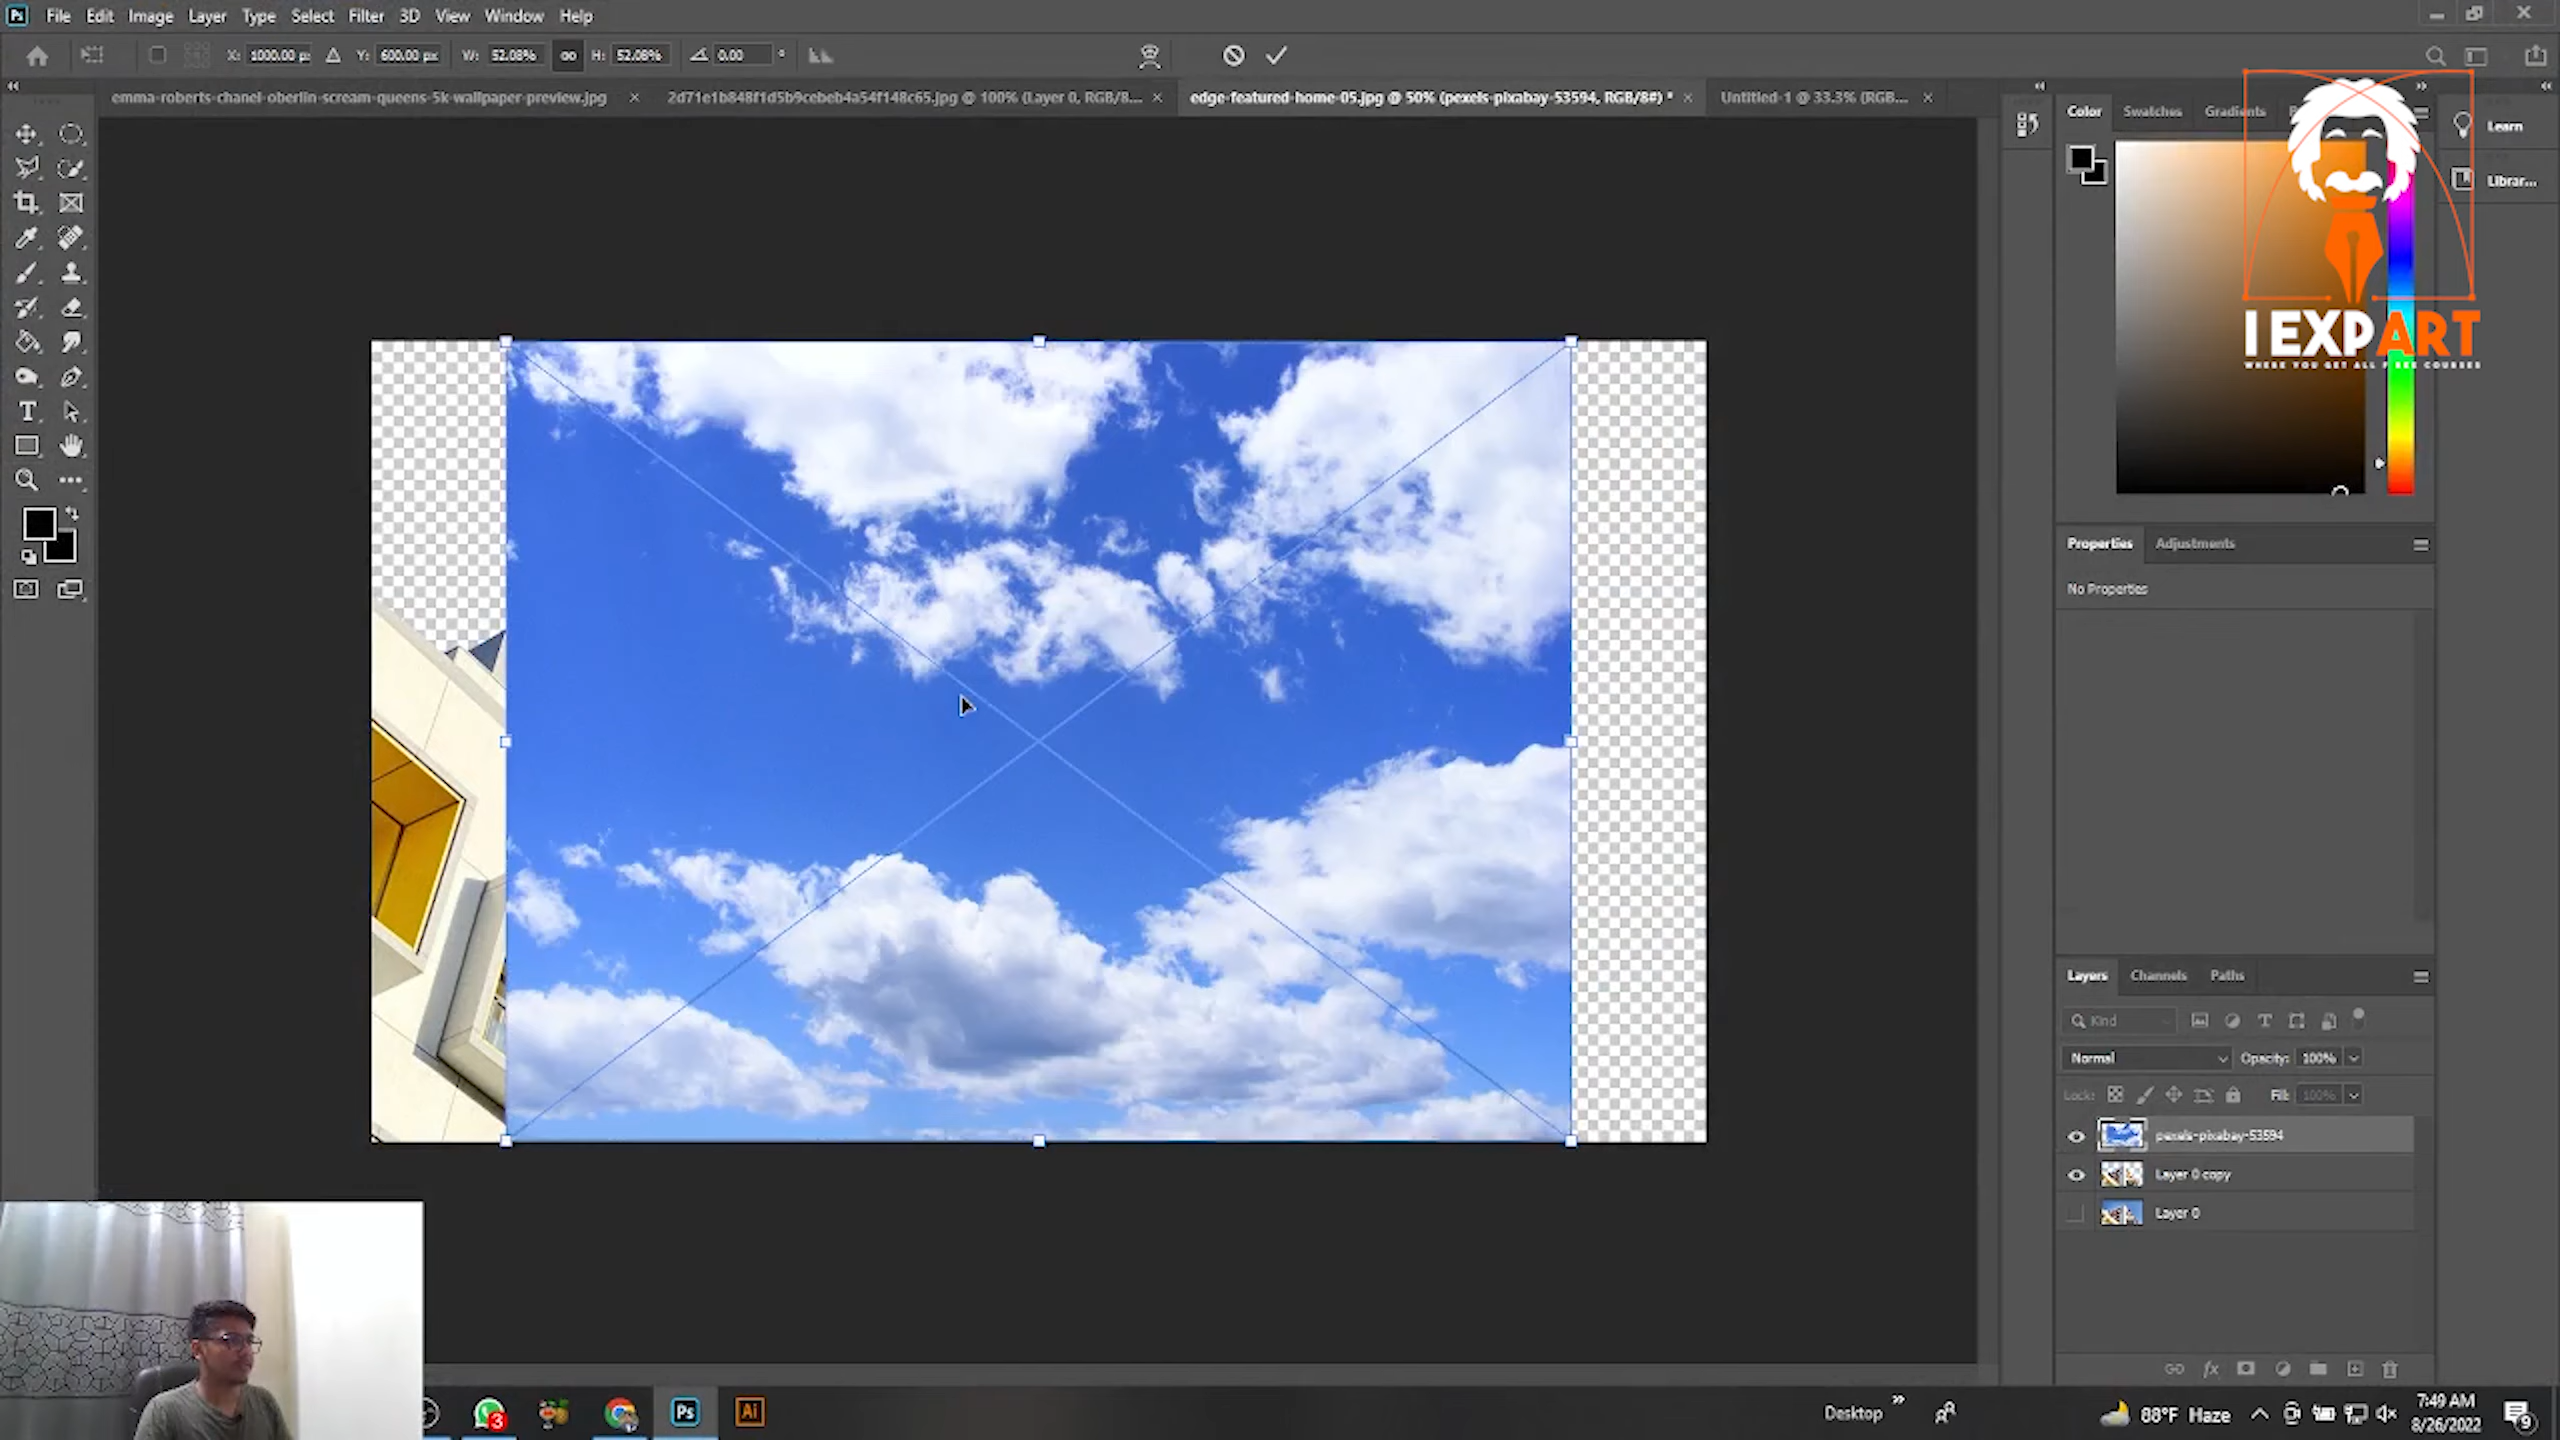 Ps File Edit Image Layer Type Select Filter 3D View Window Help
X: 1000.00 px Y: 600.00 px W: 52.08% H: 52.08% 0.00 °
emma-roberts-chanel-oberlin-scream-queens-5k-wallpaper-preview.jpg
2d71e1b848f1d5b9cebeb4a54f148c65.jpg @ 100% (Layer 0, RGB/8...
edge-featured-home-05.jpg @ 50% (pexels-pixabay-53594, RGB/8#) *
Untitled-1 @ 33.3% (RGB...
Color Swatches Gradients
Learn
Librar...
I EXPART
WHERE YOU GET ALL FREE COURSES
Properties Adjustments
No Properties
Layers Channels Paths
Kind
Normal Opacity: 100%
Lock: Fill: 100%
pexels-pixabay-53594
Layer 0 copy
Layer 0
3 Ps Ai
Desktop
88°F Haze
7:49 AM
8/26/2022
9